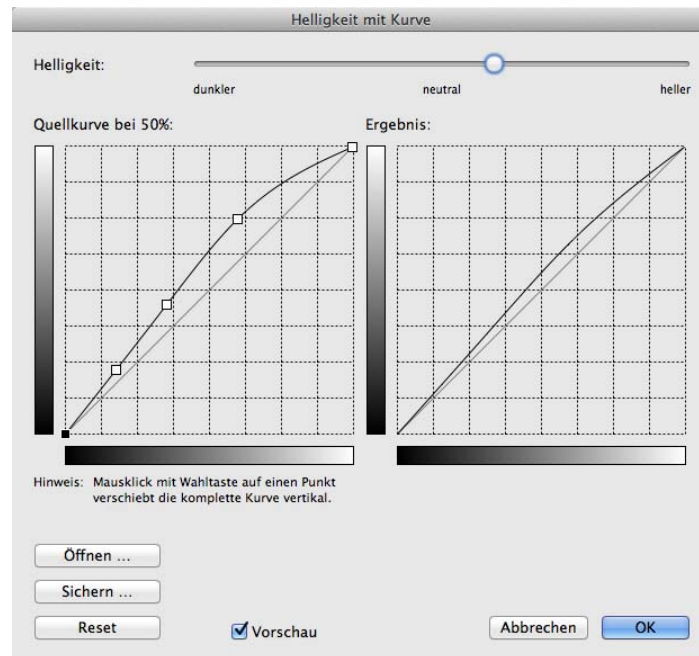 Helligkeit mit Kurve
Helligkeit:
dunkler neutral heller
Quellkurve bei 50%: Ergebnis:
Hinweis: Mausklick mit Wahltaste auf einen Punkt
verschiebt die komplette Kurve vertikal.
Öffnen ...
Sichern ...
Reset Vorschau Abbrechen OK